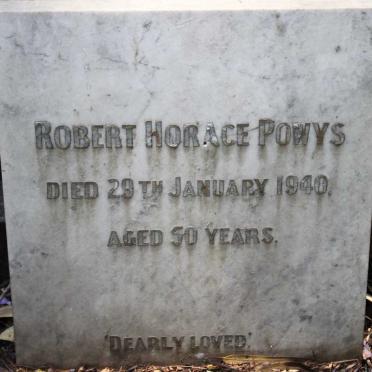 ROBERT HORACE POWYS
DIED 29TH JANUARY 1940.
AGED 50 YEARS.
'DEARLY LOVED.'